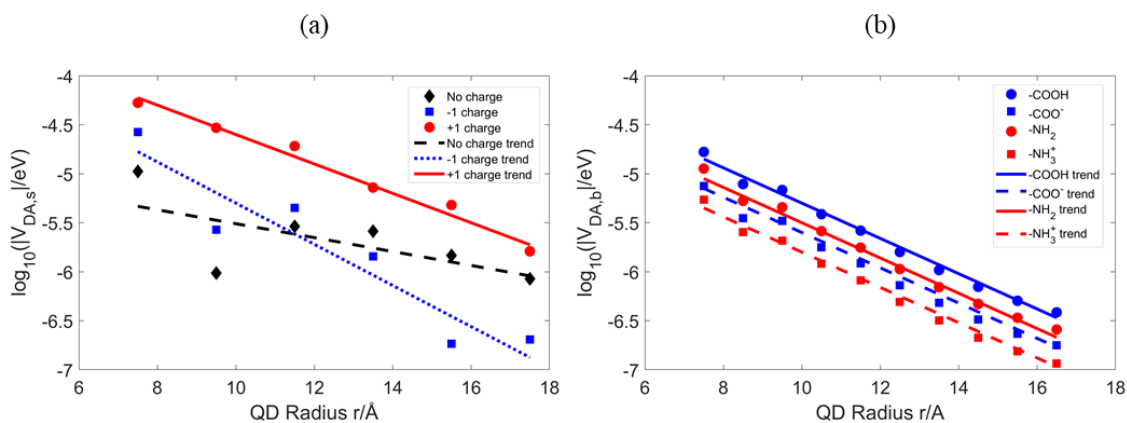 (a)
log10(|VDA,s|/eV)
-4
-4.5
-5
-5.5
-6
-6.5
-7
6
8
10
12
14
16
18
QD Radius r/Å
No charge
-1 charge
+1 charge
No charge trend
-1 charge trend
+1 charge trend
(b)
log10(|VDA,b|/eV)
-4
-4.5
-5
-5.5
-6
-6.5
-7
6
8
10
12
14
16
18
QD Radius r/A
-COOH
-COO-
-NH2
-NH3+
-COOH trend
-COO- trend
-NH2 trend
-NH3+ trend